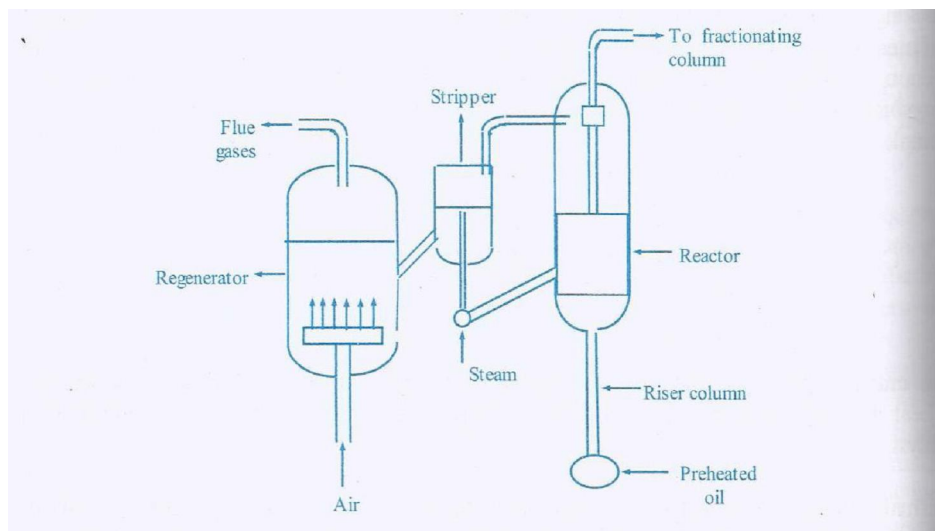 To fractionating
column
Stripper
Flue
gases
Reactor
Regenerator
Steam
Riser column
Preheated
oil
Air